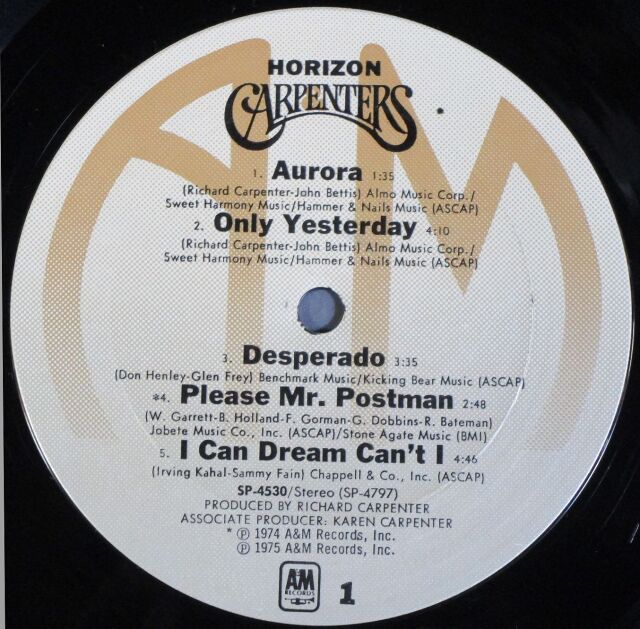 HORIZON
CARPENTERS
1. Aurora 1:35
(Richard Carpenter-John Bettis) Almo Music Corp./
Sweet Harmony Music/Hammer & Nails Music (ASCAP)
2. Only Yesterday 4:10
(Richard Carpenter-John Bettis) Almo Music Corp./
Sweet Harmony Music/Hammer & Nails Music (ASCAP)
3. Desperado 3:35
(Don Henley-Glen Frey) Benchmark Music/Kicking Bear Music (ASCAP)
*4. Please Mr. Postman 2:48
(W. Garrett-B. Holland-F. Gorman-G. Dobbins-R. Bateman)
Jobete Music Co., Inc. (ASCAP)/Stone Agate Music (BMI)
5. I Can Dream Can't I 4:46
(Irving Kahal-Sammy Fain) Chappell & Co., Inc. (ASCAP)
SP-4530/Stereo (SP-4797)
PRODUCED BY RICHARD CARPENTER
ASSOCIATE PRODUCER: KAREN CARPENTER
* ℗ 1974 A&M Records, Inc.
℗ 1975 A&M Records, Inc.
A&M
RECORDS
1